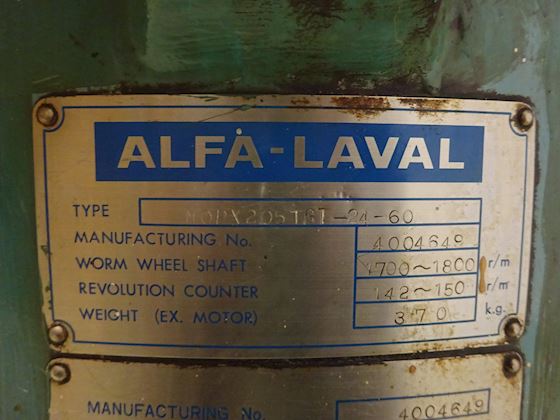 ALFA-LAVAL
TYPE MOPX205TGT-24-60
MANUFACTURING No. 4004649
WORM WHEEL SHAFT 1700~1800 r/m
REVOLUTION COUNTER 142~150 r/m
WEIGHT (EX. MOTOR) 370 k.g.
MANUFACTURING No. 4004649